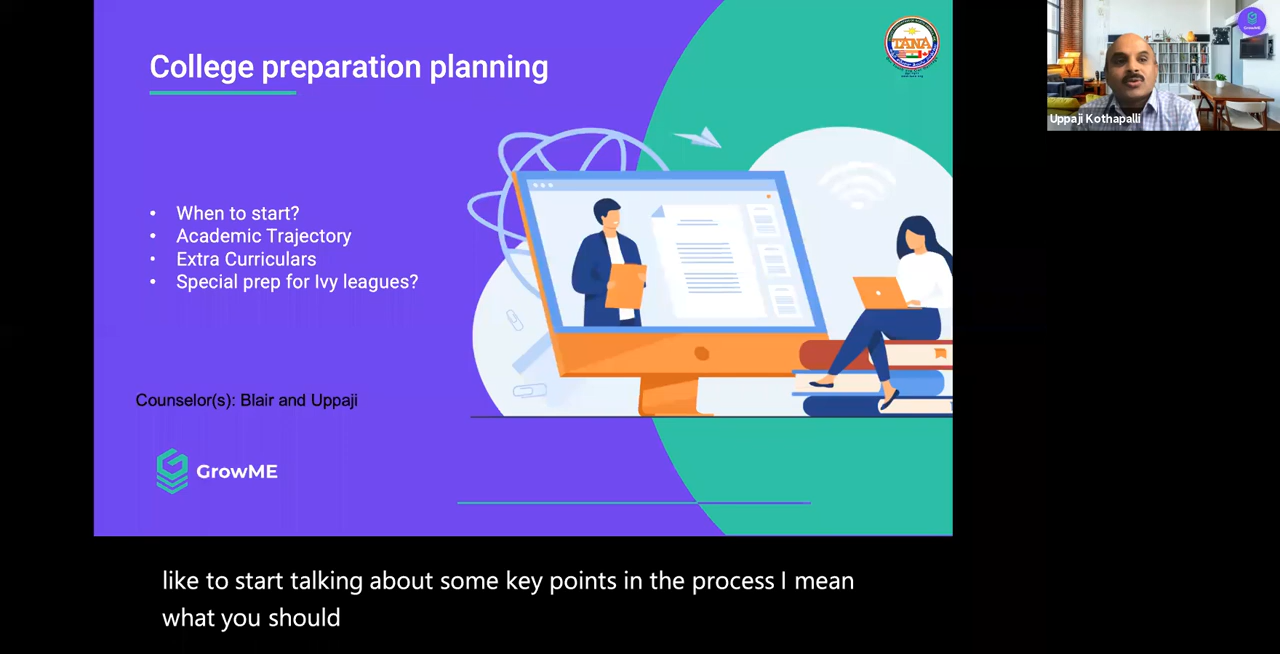 College preparation planning
TANA
GrowME
Uppaji Kothapalli
• When to start?
• Academic Trajectory
• Extra Curriculars
• Special prep for Ivy leagues?
Counselor(s): Blair and Uppaji
GrowME
like to start talking about some key points in the process I mean
what you should